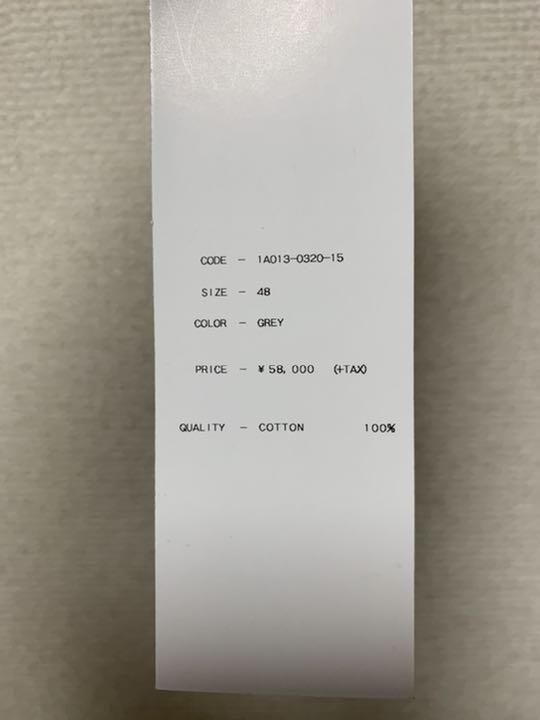 CODE - 1A013-0320-15
SIZE - 48
COLOR - GREY
PRICE - ¥58,000 (+TAX)
QUALITY - COTTON 100%